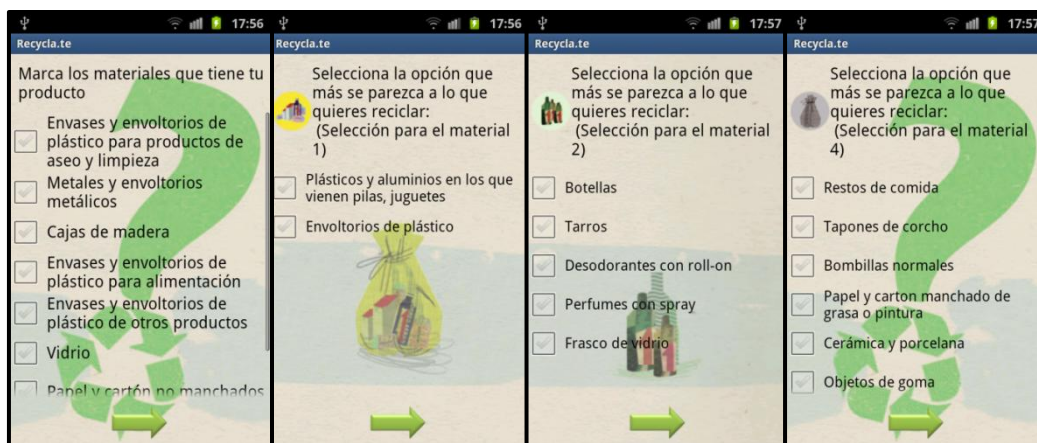 17:56
Recycla.te
Marca los materiales que tiene tu
producto
Envases y envoltorios de
plástico para productos de
aseo y limpieza
Metales y envoltorios
metálicos
Cajas de madera
Envases y envoltorios de
plástico para alimentación
Envases y envoltorios de
plástico de otros productos
Vidrio
Papel y cartón no manchados
17:56
Recycla.te
Selecciona la opción que
más se parezca a lo que
quieres reciclar:
(Selección para el material
1)
Plásticos y aluminios en los que
vienen pilas, juguetes
Envoltorios de plástico
17:57
Recycla.te
Selecciona la opción que
más se parezca a lo que
quieres reciclar:
(Selección para el material
2)
Botellas
Tarros
Desodorantes con roll-on
Perfumes con spray
Frasco de vidrio
17:57
Recycla.te
Selecciona la opción que
más se parezca a lo que
quieres reciclar:
(Selección para el material
4)
Restos de comida
Tapones de corcho
Bombillas normales
Papel y carton manchado de
grasa o pintura
Cerámica y porcelana
Objetos de goma